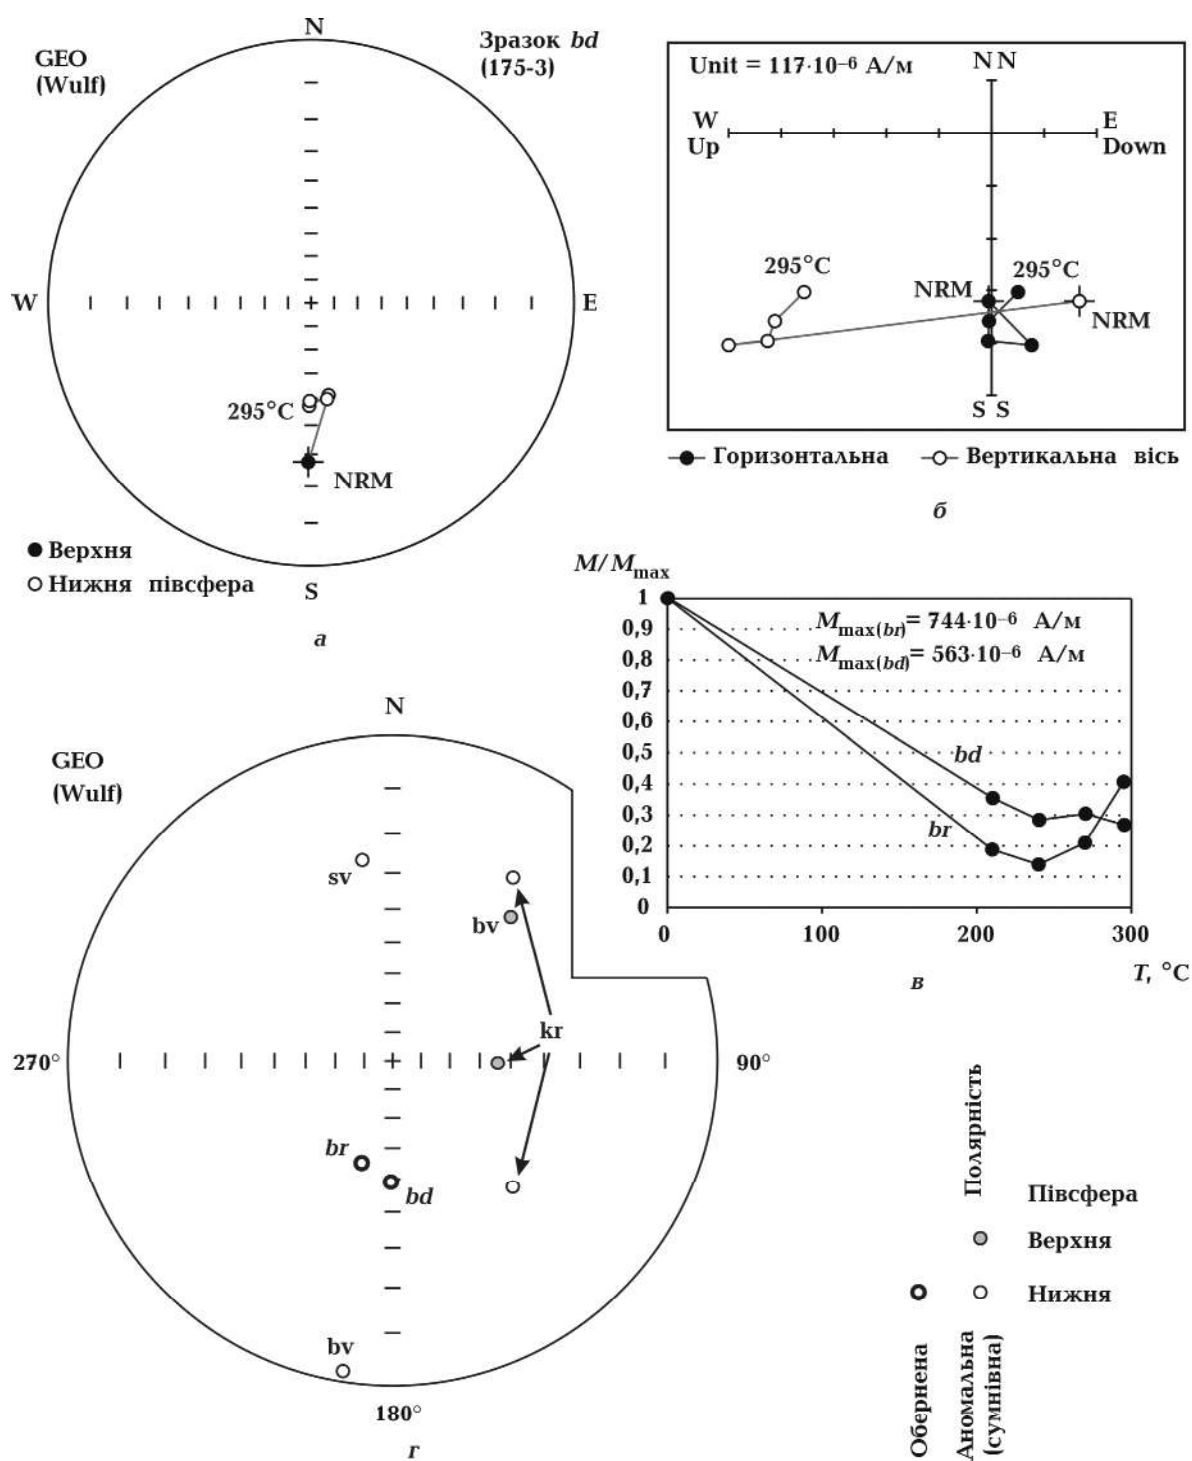 N
GEO
(Wulf)
Зразок bd
(175-3)
W
E
295°C
NRM
S
● Верхня
○ Нижня півсфера
а
Unit = 117·10⁻⁶ А/м
N N
W
Up
E
Down
295°C
295°C
NRM
NRM
S S
Горизонтальна
Вертикальна вісь
б
M/M max
1
0,9
0,8
0,7
0,6
0,5
0,4
0,3
0,2
0,1
0
M max(br) = 744·10⁻⁶ А/м
M max(bd) = 563·10⁻⁶ А/м
bd
br
0 100 200 300
T, °C
в
N
GEO
(Wulf)
sv
bv
kr
270°
90°
br
bd
bv
180°
г
Полярність
Півсфера
Верхня
Нижня
Обернена
Аномальна
(сумнівна)